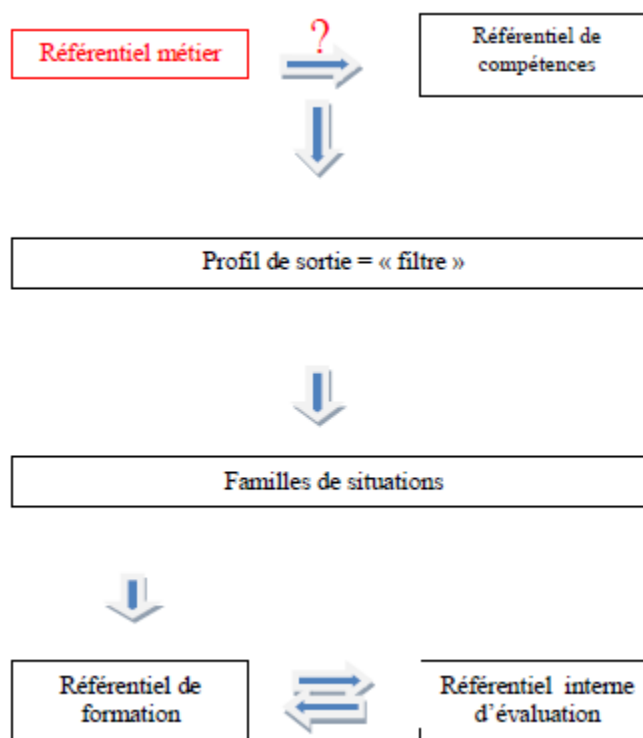 Référentiel métier
?
Référentiel de
compétences
Profil de sortie = « filtre »
Familles de situations
Référentiel de
formation
Référentiel interne
d'évaluation